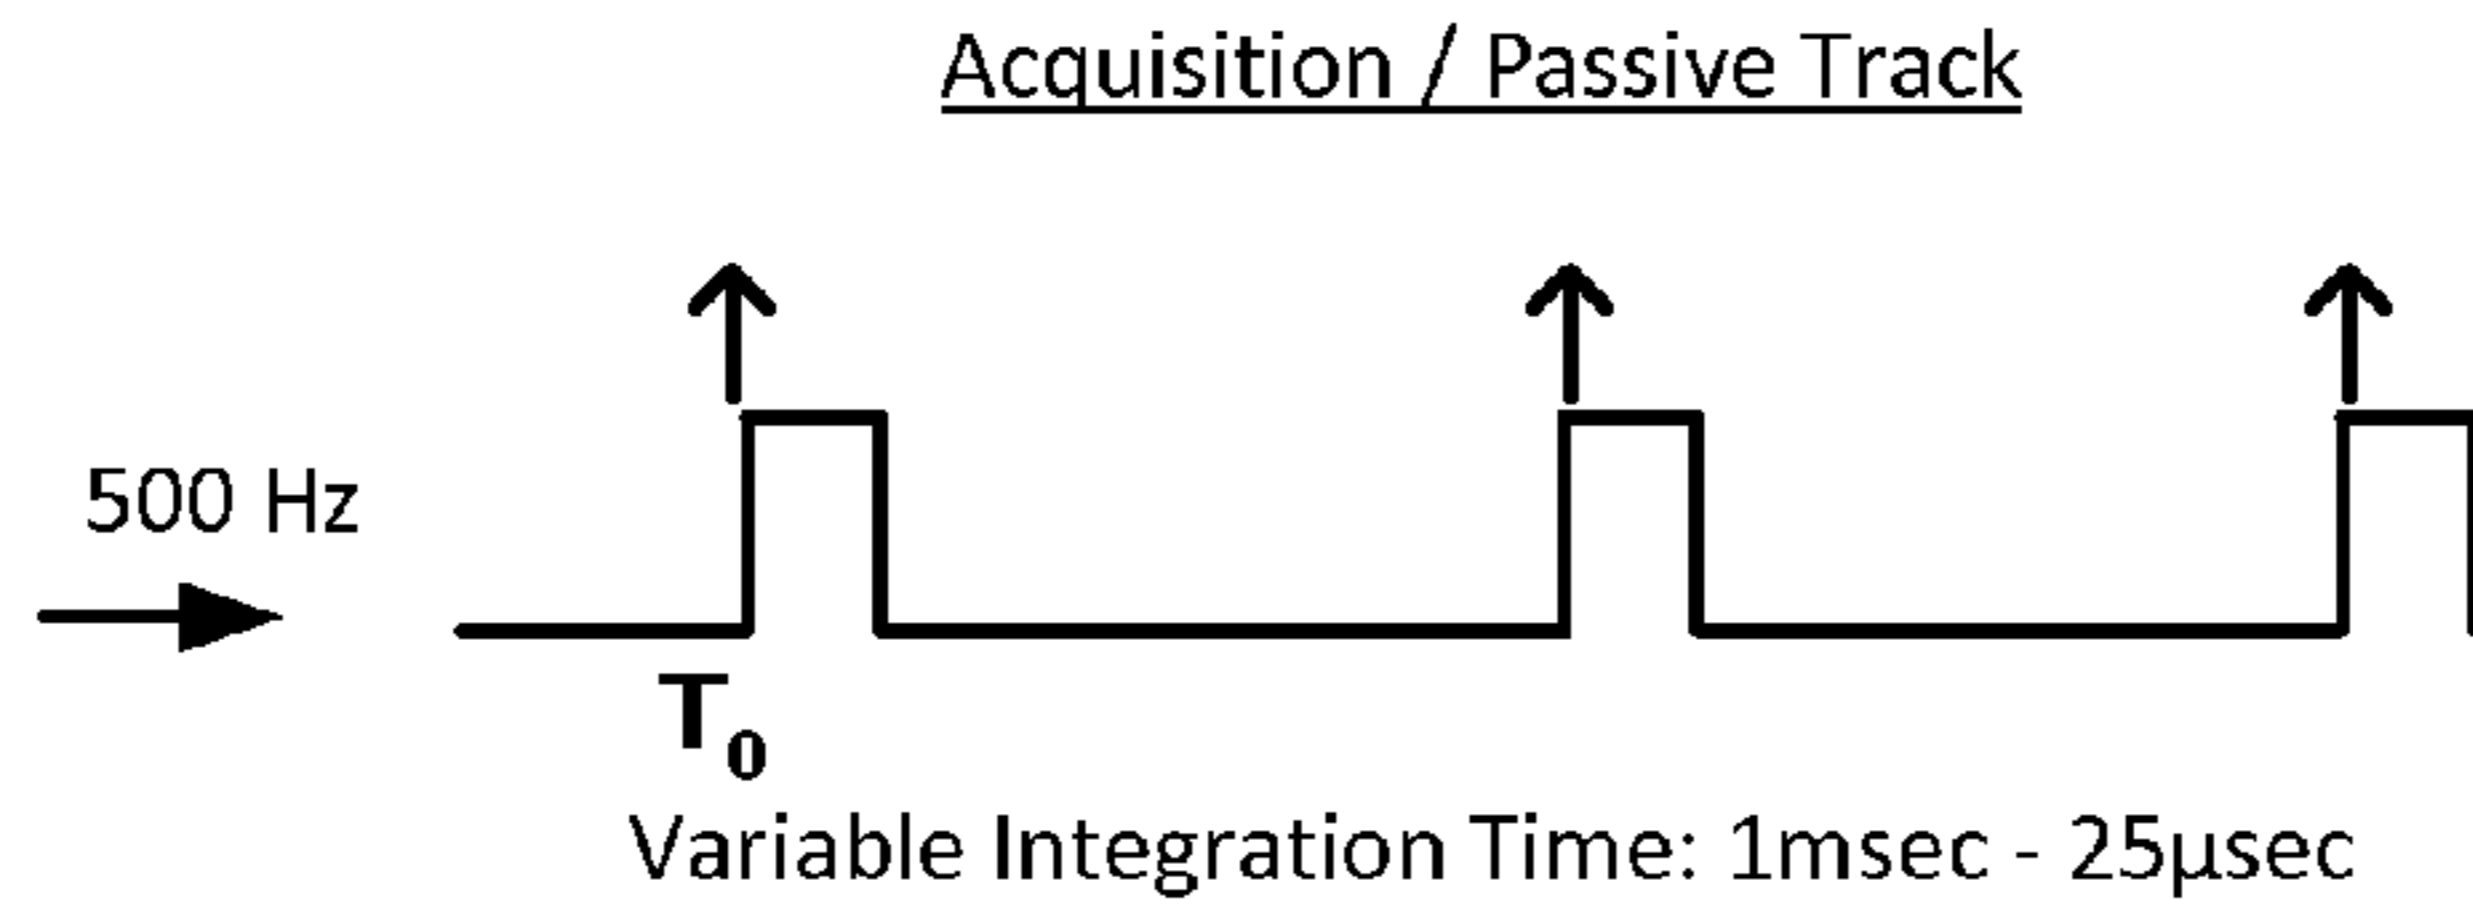 Acquisition / Passive Track
500 Hz
T0
Variable Integration Time: 1msec - 25µsec